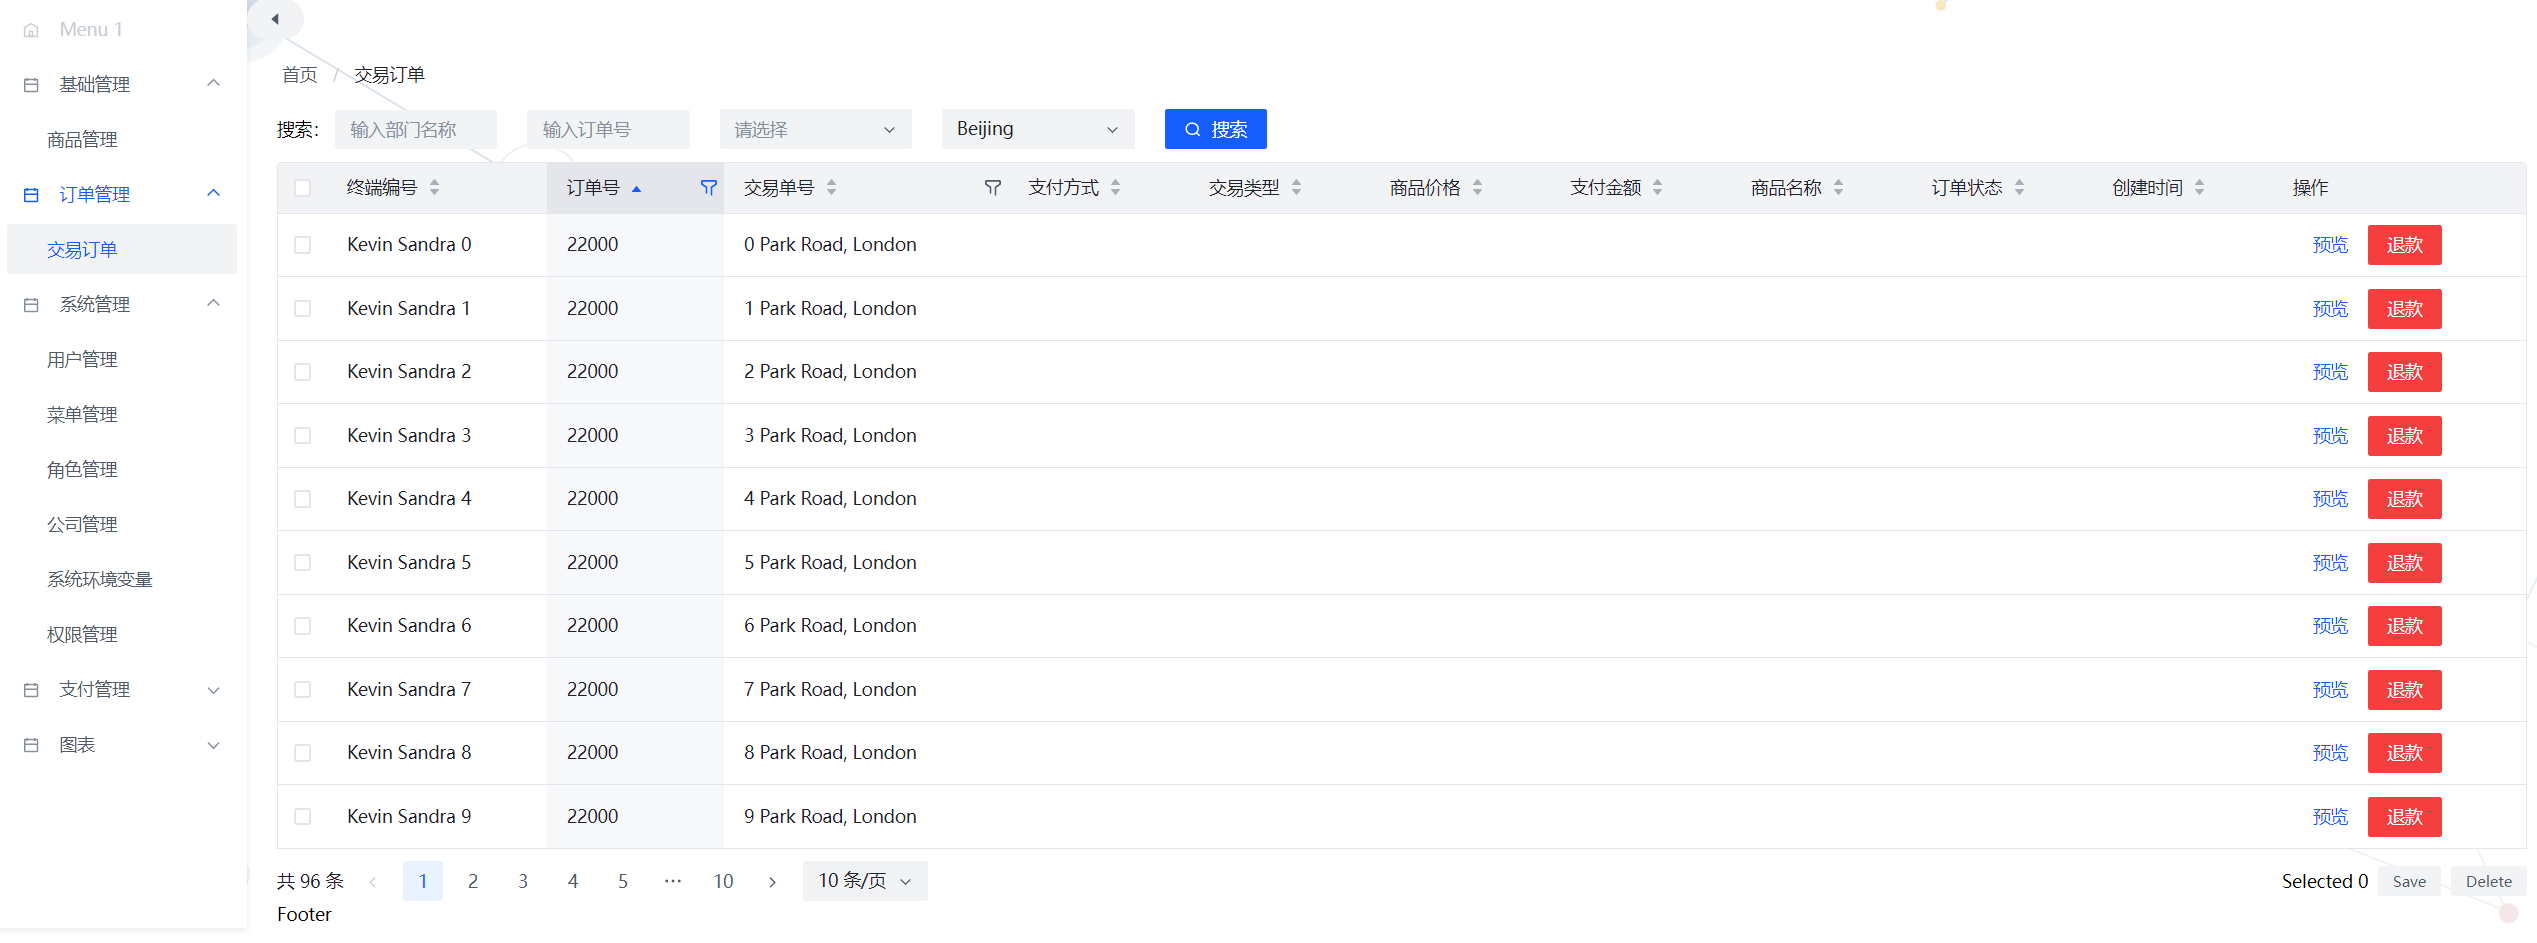 Menu 1
基础管理
商品管理
订单管理
交易订单
系统管理
用户管理
菜单管理
角色管理
公司管理
系统环境变量
权限管理
支付管理
图表
首页 / 交易订单
搜索: 输入部门名称 输入订单号 请选择 Beijing 搜索
终端编号 订单号 交易单号 支付方式 交易类型 商品价格 支付金额 商品名称 订单状态 创建时间 操作
Kevin Sandra 0 22000 0 Park Road, London 预览 退款
Kevin Sandra 1 22000 1 Park Road, London 预览 退款
Kevin Sandra 2 22000 2 Park Road, London 预览 退款
Kevin Sandra 3 22000 3 Park Road, London 预览 退款
Kevin Sandra 4 22000 4 Park Road, London 预览 退款
Kevin Sandra 5 22000 5 Park Road, London 预览 退款
Kevin Sandra 6 22000 6 Park Road, London 预览 退款
Kevin Sandra 7 22000 7 Park Road, London 预览 退款
Kevin Sandra 8 22000 8 Park Road, London 预览 退款
Kevin Sandra 9 22000 9 Park Road, London 预览 退款
共 96 条 1 2 3 4 5 ··· 10 10 条/页 Selected 0 Save Delete
Footer